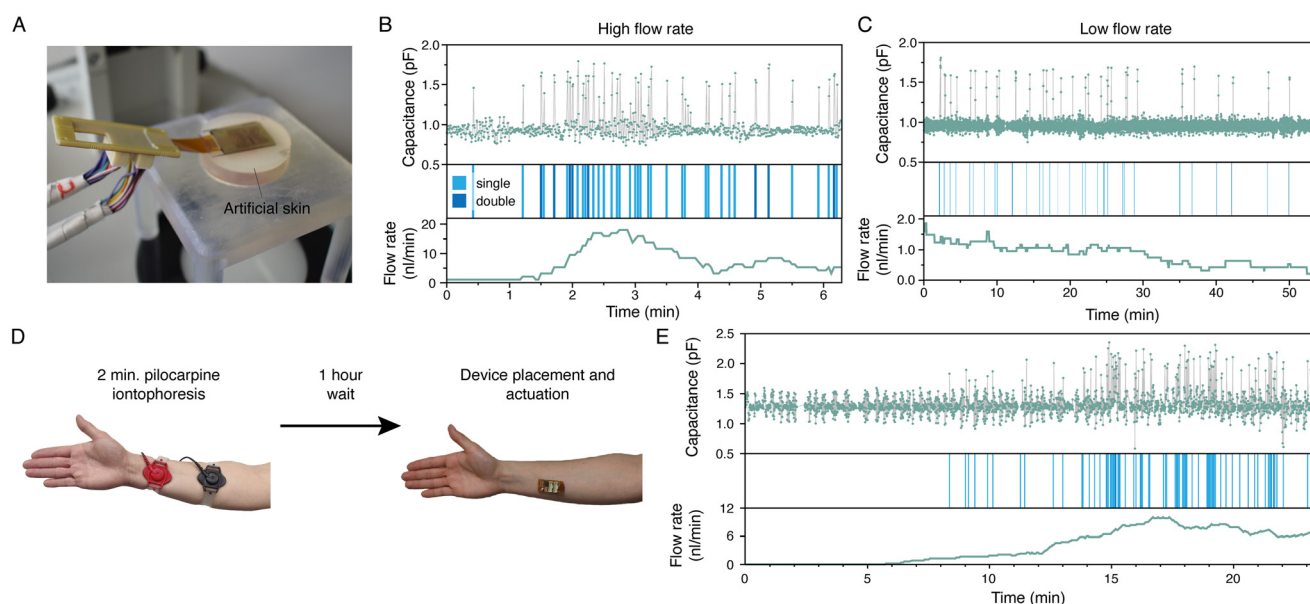 A
Artificial skin
B
High flow rate
Capacitance (pF)
2.0
1.5
1.0
0.5
single
double
Flow rate
(nl/min)
20
10
0
0 1 2 3 4 5 6
Time (min)
C
Low flow rate
Capacitance (pF)
2.0
1.5
1.0
0.5
Flow rate
(nl/min)
2.0
1.0
0.0
0 10 20 30 40 50
Time (min)
D
2 min. pilocarpine
iontophoresis
1 hour
wait
Device placement and
actuation
E
Capacitance (pF)
2.5
2.0
1.5
1.0
0.5
Flow rate
(nl/min)
12
6
0
0 5 10 15 20
Time (min)